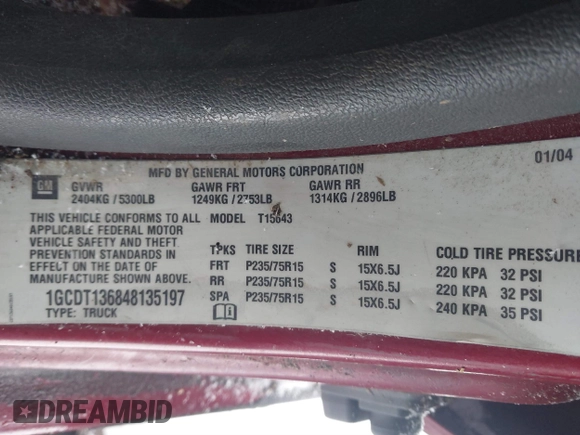 MFD BY GENERAL MOTORS CORPORATION 01/04
GM GVWR GAWR FRT GAWR RR
2404KG / 5300LB 1249KG / 2753LB 1314KG / 2896LB
THIS VEHICLE CONFORMS TO ALL MODEL T15643
APPLICABLE FEDERAL MOTOR
VEHICLE SAFETY AND THEFT
PREVENTION STANDARDS IN
EFFECT ON THE DATE OF
MANUFACTURE SHOWN ABOVE.
1GCDT136848135197
TYPE: TRUCK
TPKS TIRE SIZE RIM COLD TIRE PRESSURE
FRT P235/75R15 S 15X6.5J 220 KPA 32 PSI
RR P235/75R15 S 15X6.5J 220 KPA 32 PSI
SPA P235/75R15 S 15X6.5J 240 KPA 35 PSI
DREAMBID